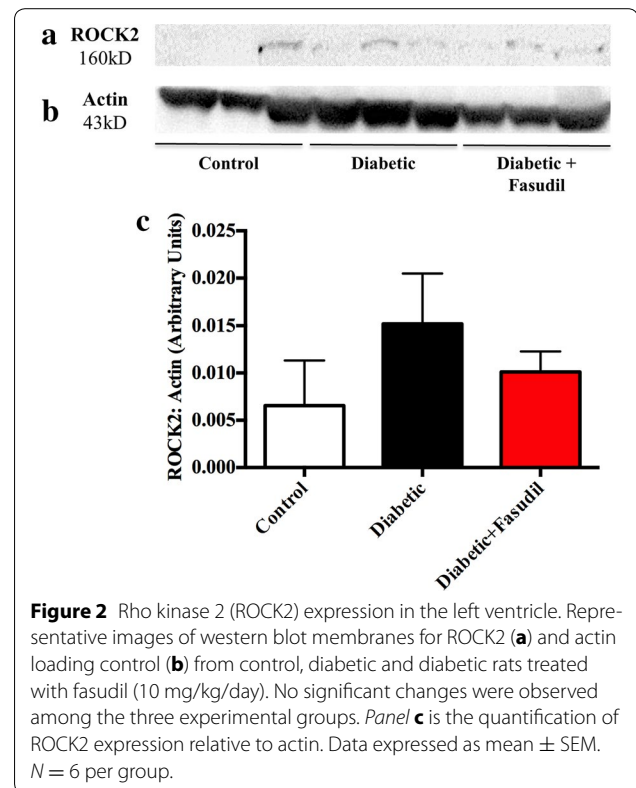 a ROCK2
160kD
b Actin
43kD
Control Diabetic Diabetic +
Fasudil
c
ROCK2: Actin (Arbitrary Units)
0.025
0.020
0.015
0.010
0.005
0.000
Control
Diabetic
Diabetic+Fasudil
Figure 2 Rho kinase 2 (ROCK2) expression in the left ventricle. Repre-
sentative images of western blot membranes for ROCK2 (a) and actin
loading control (b) from control, diabetic and diabetic rats treated
with fasudil (10 mg/kg/day). No significant changes were observed
among the three experimental groups. Panel c is the quantification of
ROCK2 expression relative to actin. Data expressed as mean ± SEM.
N = 6 per group.